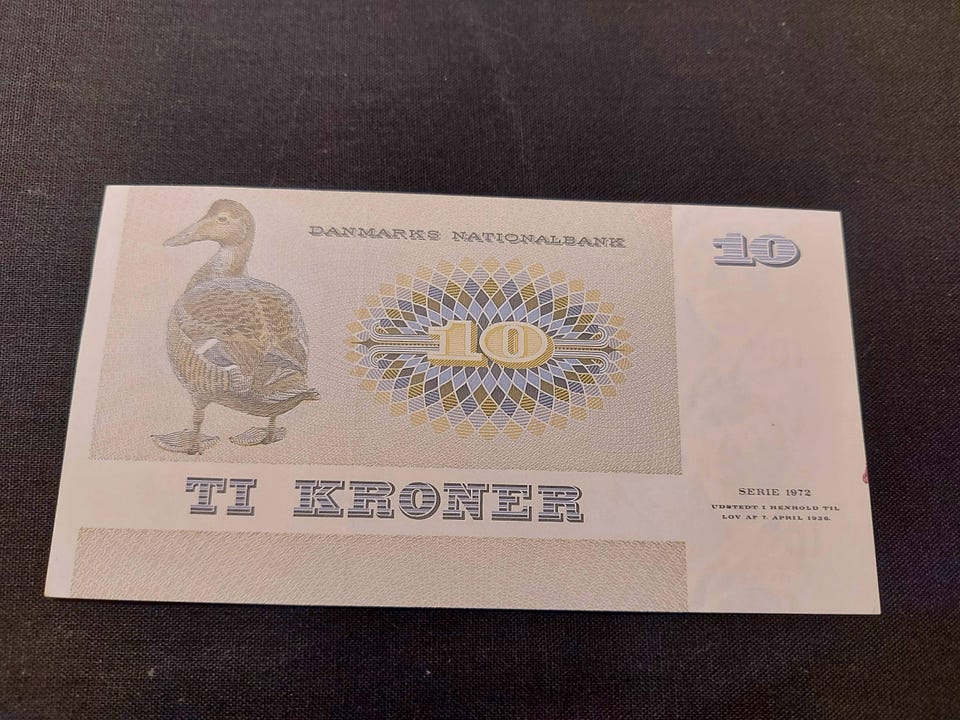 DANMARKS NATIONALBANK
10
10
TI KRONER
SERIE 1972
UDSTEDT I HENHOLD TIL
LOV AF 7. APRIL 1936.